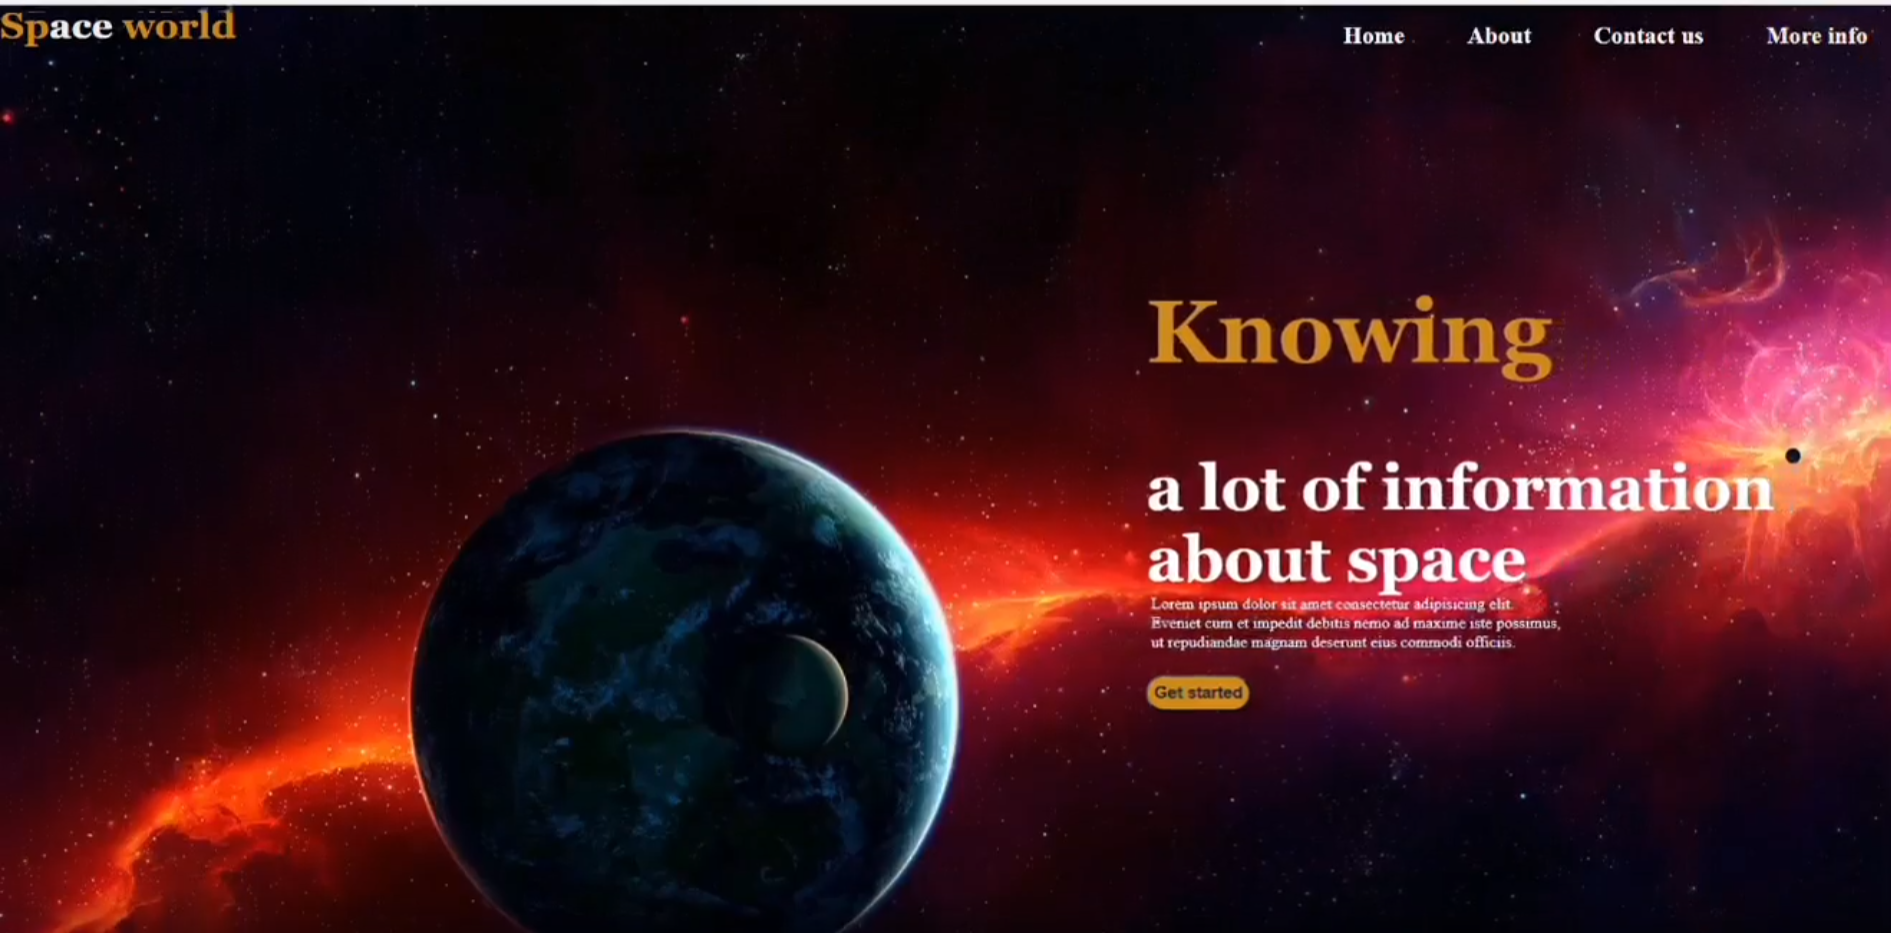 Space world
Home About Contact us More info
Knowing
a lot of information
about space
Lorem ipsum dolor sit amet consectetur adipisicing elit.
Eveniet cum et impedit debitis nemo ad maxime iste possimus,
ut repudiandae magnam deserunt eius commodi officiis.
Get started